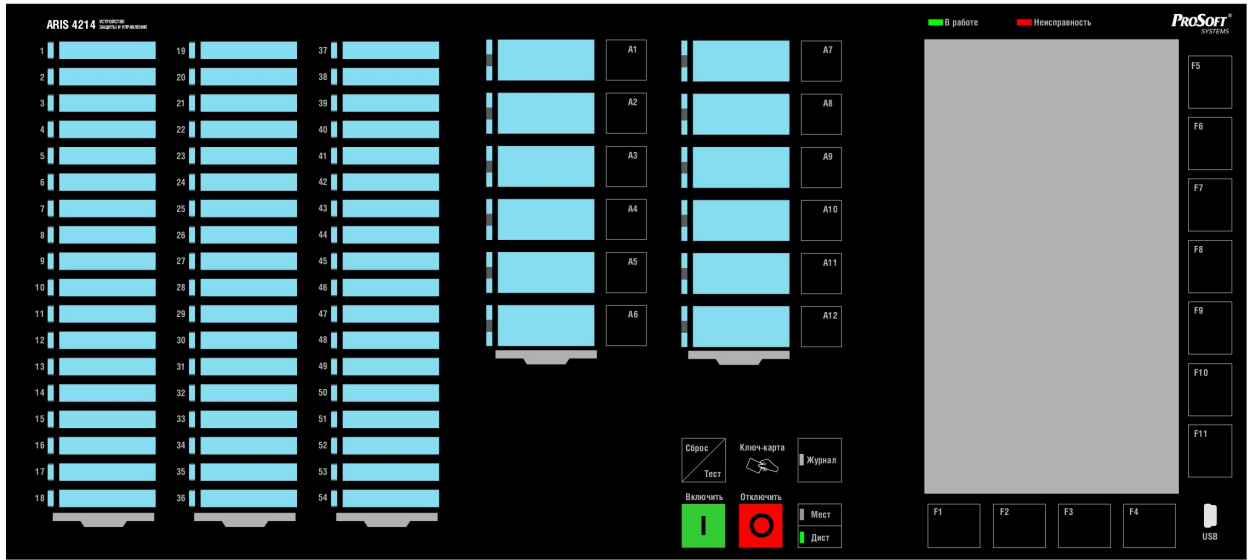 ARIS 4214 УСТРОЙСТВО
ЗАЩИТЫ И УПРАВЛЕНИЯ
В работе
Неисправность
PROSOFT®
SYSTEMS
1
2
3
4
5
6
7
8
9
10
11
12
13
14
15
16
17
18
19
20
21
22
23
24
25
26
27
28
29
30
31
32
33
34
35
36
37
38
39
40
41
42
43
44
45
46
47
48
49
50
51
52
53
54
A1
A2
A3
A4
A5
A6
A7
A8
A9
A10
A11
A12
Сброс
Тест
Ключ-карта
Журнал
Включить
Отключить
I
O
Мест
Дист
F5
F6
F7
F8
F9
F10
F11
F1
F2
F3
F4
USB